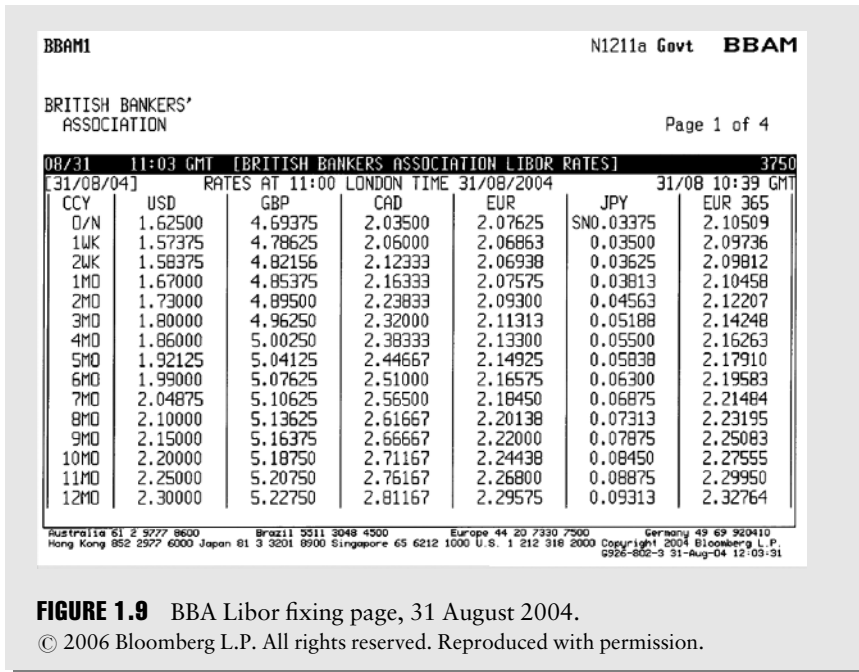 BBAM1 N1211a Govt BBAM
BRITISH BANKERS'
ASSOCIATION Page 1 of 4
08/31 11:03 GMT [BRITISH BANKERS ASSOCIATION LIBOR RATES] 3750
[31/08/04] RATES AT 11:00 LONDON TIME 31/08/2004 31/08 10:39 GMT
CCY USD GBP CAD EUR JPY EUR 365
O/N 1.62500 4.69375 2.03500 2.07625 SN0.03375 2.10509
1WK 1.57375 4.78625 2.06000 2.06863 0.03500 2.09736
2WK 1.58375 4.82156 2.12333 2.06938 0.03625 2.09812
1MO 1.67000 4.85375 2.16333 2.07575 0.03813 2.10458
2MO 1.73000 4.89500 2.23833 2.09300 0.04563 2.12207
3MO 1.80000 4.96250 2.32000 2.11313 0.05188 2.14248
4MO 1.86000 5.00250 2.38333 2.13300 0.05500 2.16263
5MO 1.92125 5.04125 2.44667 2.14925 0.05838 2.17910
6MO 1.99000 5.07625 2.51000 2.16575 0.06300 2.19583
7MO 2.04875 5.10625 2.56500 2.18450 0.06875 2.21484
8MO 2.10000 5.13625 2.61667 2.20138 0.07313 2.23195
9MO 2.15000 5.16375 2.66667 2.22000 0.07875 2.25083
10MO 2.20000 5.18750 2.71167 2.24438 0.08450 2.27555
11MO 2.25000 5.20750 2.76167 2.26800 0.08875 2.29950
12MO 2.30000 5.22750 2.81167 2.29575 0.09313 2.32764
Australia 61 2 9777 8600 Brazil 5511 3048 4500 Europe 44 20 7330 7500 Germany 49 69 920410
Hong Kong 852 2977 6000 Japan 81 3 3201 8900 Singapore 65 6212 1000 U.S. 1 212 318 2000 Copyright 2004 Bloomberg L.P.
G926-802-3 31-Aug-04 12:03:31
FIGURE 1.9 BBA Libor fixing page, 31 August 2004.
© 2006 Bloomberg L.P. All rights reserved. Reproduced with permission.